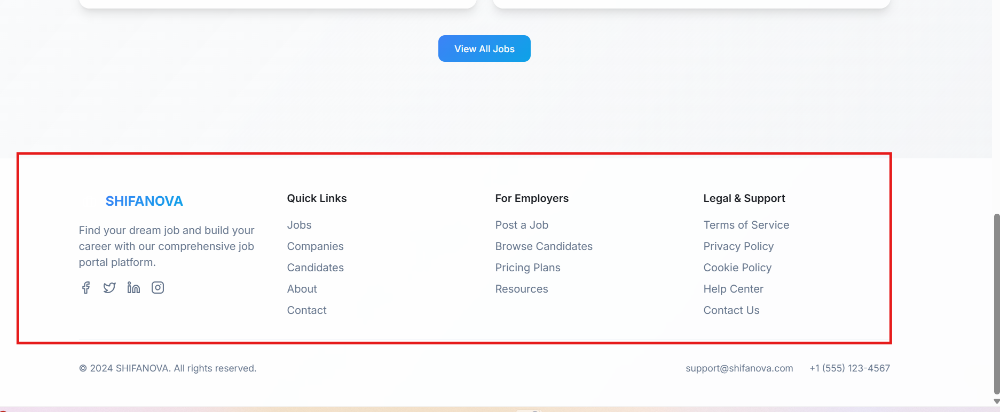 View All Jobs
SHIFANOVA
Find your dream job and build your
career with our comprehensive job
portal platform.
Quick Links
Jobs
Companies
Candidates
About
Contact
For Employers
Post a Job
Browse Candidates
Pricing Plans
Resources
Legal & Support
Terms of Service
Privacy Policy
Cookie Policy
Help Center
Contact Us
© 2024 SHIFANOVA. All rights reserved.
support@shifanova.com +1 (555) 123-4567